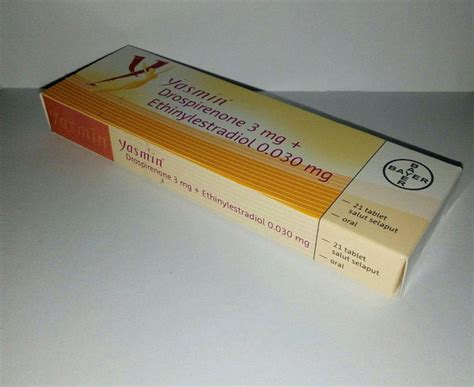 Yasmin®
Drospirenone 3 mg +
Ethinylestradiol 0.030 mg
BAYER
BAYER
21 tablet
salut selaput
oral
Yasmin
Yasmin®
Drospirenone 3 mg + Ethinylestradiol 0.030 mg
21 tablet
salut selaput
oral